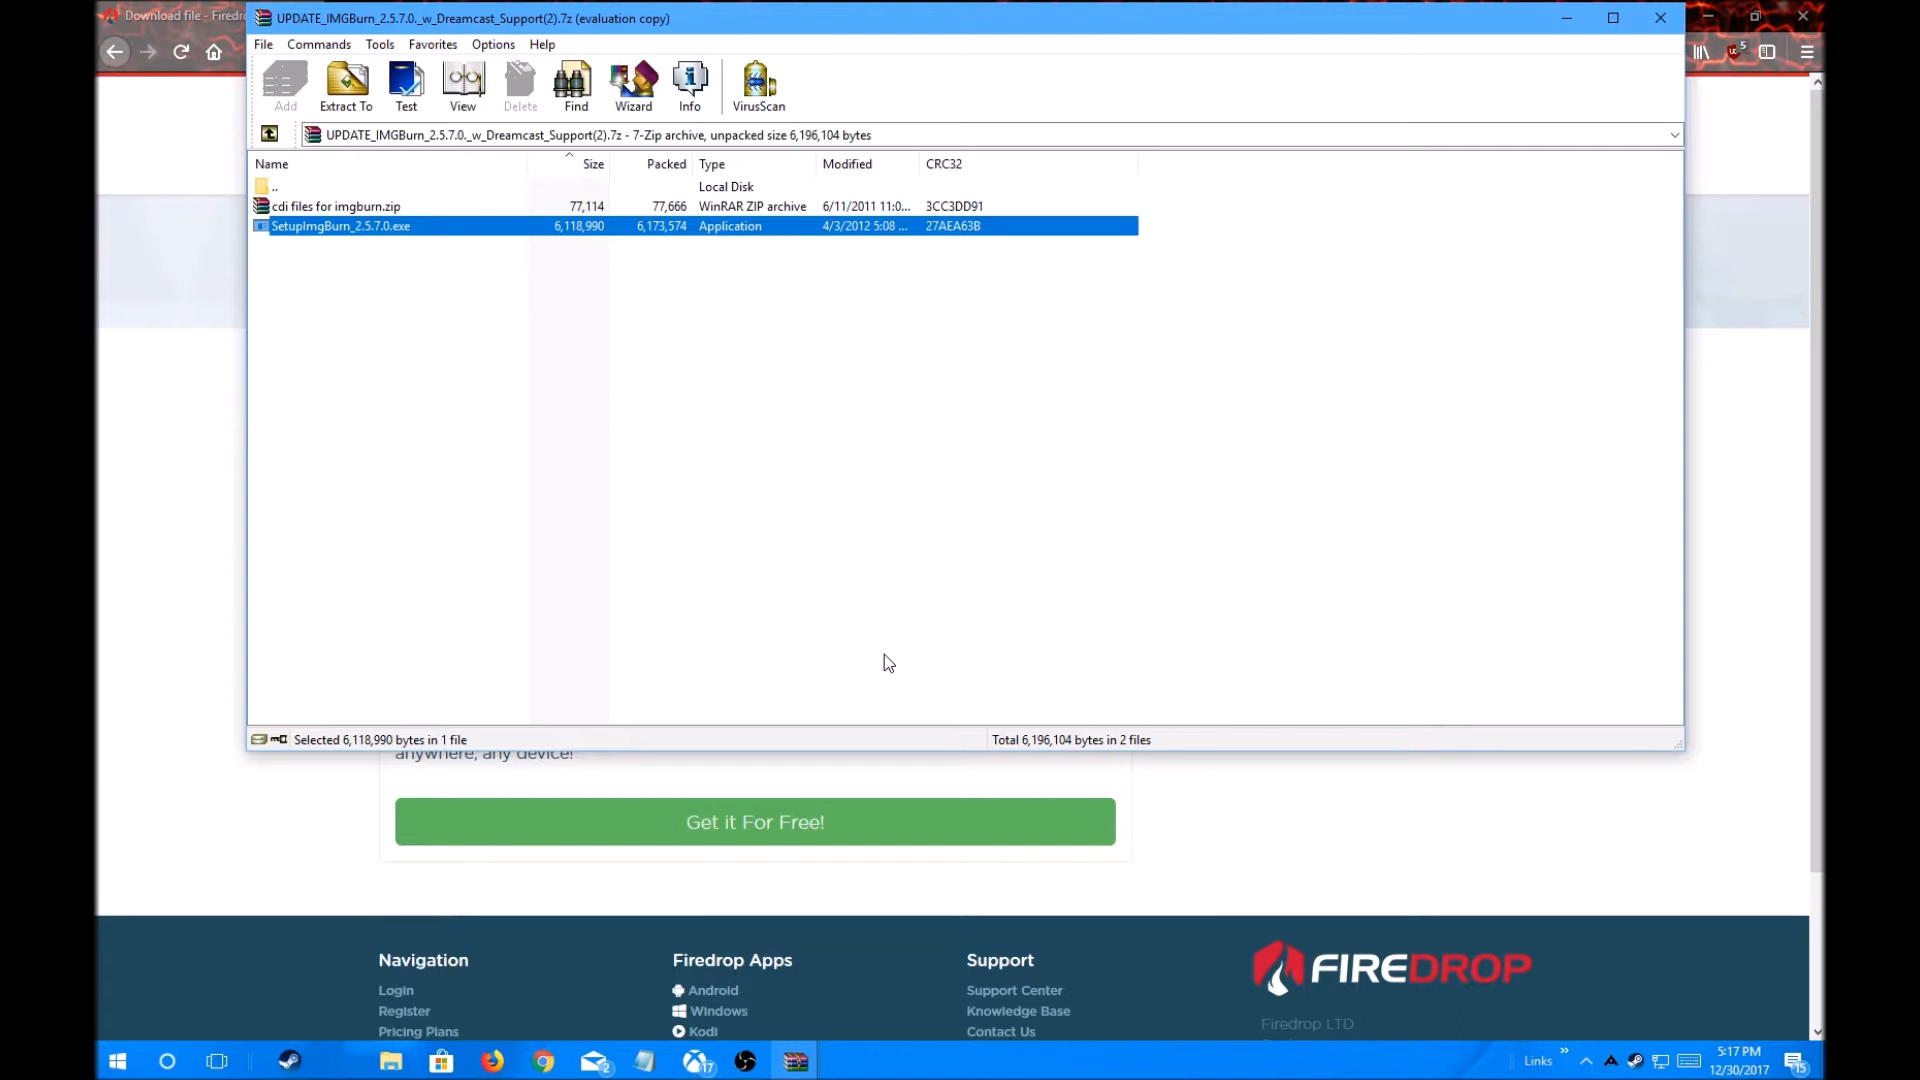 Download file - Firedr
UPDATE_IMGBurn_2.5.7.0._w_Dreamcast_Support(2).7z (evaluation copy)
File Commands Tools Favorites Options Help
Add Extract To Test View Delete Find Wizard Info VirusScan
UPDATE_IMGBurn_2.5.7.0._w_Dreamcast_Support(2).7z - 7-Zip archive, unpacked size 6,196,104 bytes
Name Size Packed Type Modified CRC32
.. Local Disk
cdi files for imgburn.zip 77,114 77,666 WinRAR ZIP archive 6/11/2011 11:0... 3CC3DD91
SetupImgBurn_2.5.7.0.exe 6,118,990 6,173,574 Application 4/3/2012 5:08 ... 27AEA63B
Selected 6,118,990 bytes in 1 file Total 6,196,104 bytes in 2 files
anywhere, any device!
Get it For Free!
Navigation Firedrop Apps Support FIREDROP
Login Android Support Center
Register Windows Knowledge Base Firedrop LTD
Pricing Plans Kodi Contact Us
2 17 Links » 5:17 PM
12/30/2017 15
5